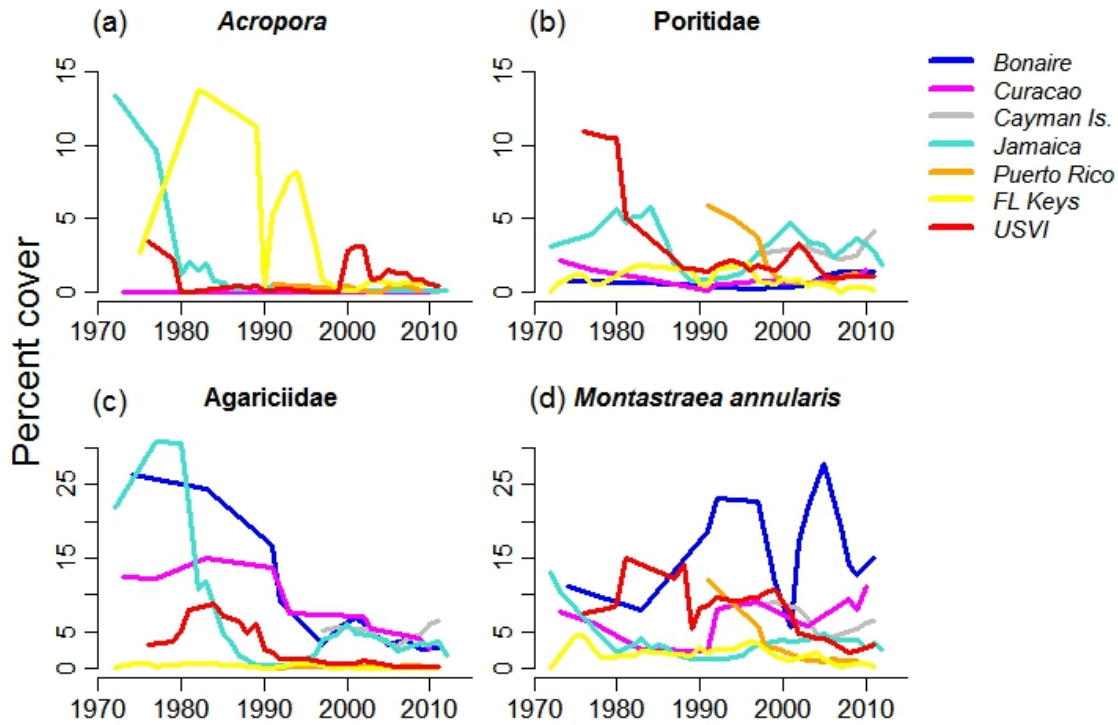 (a) Acropora
(b) Poritidae
Bonaire
Curacao
Cayman Is.
Jamaica
Puerto Rico
FL Keys
USVI
15
10
5
0
1970 1980 1990 2000 2010
15
10
5
0
1970 1980 1990 2000 2010
Percent cover
(c) Agariciidae
(d) Montastraea annularis
25
15
5
0
1970 1980 1990 2000 2010
25
15
5
0
1970 1980 1990 2000 2010